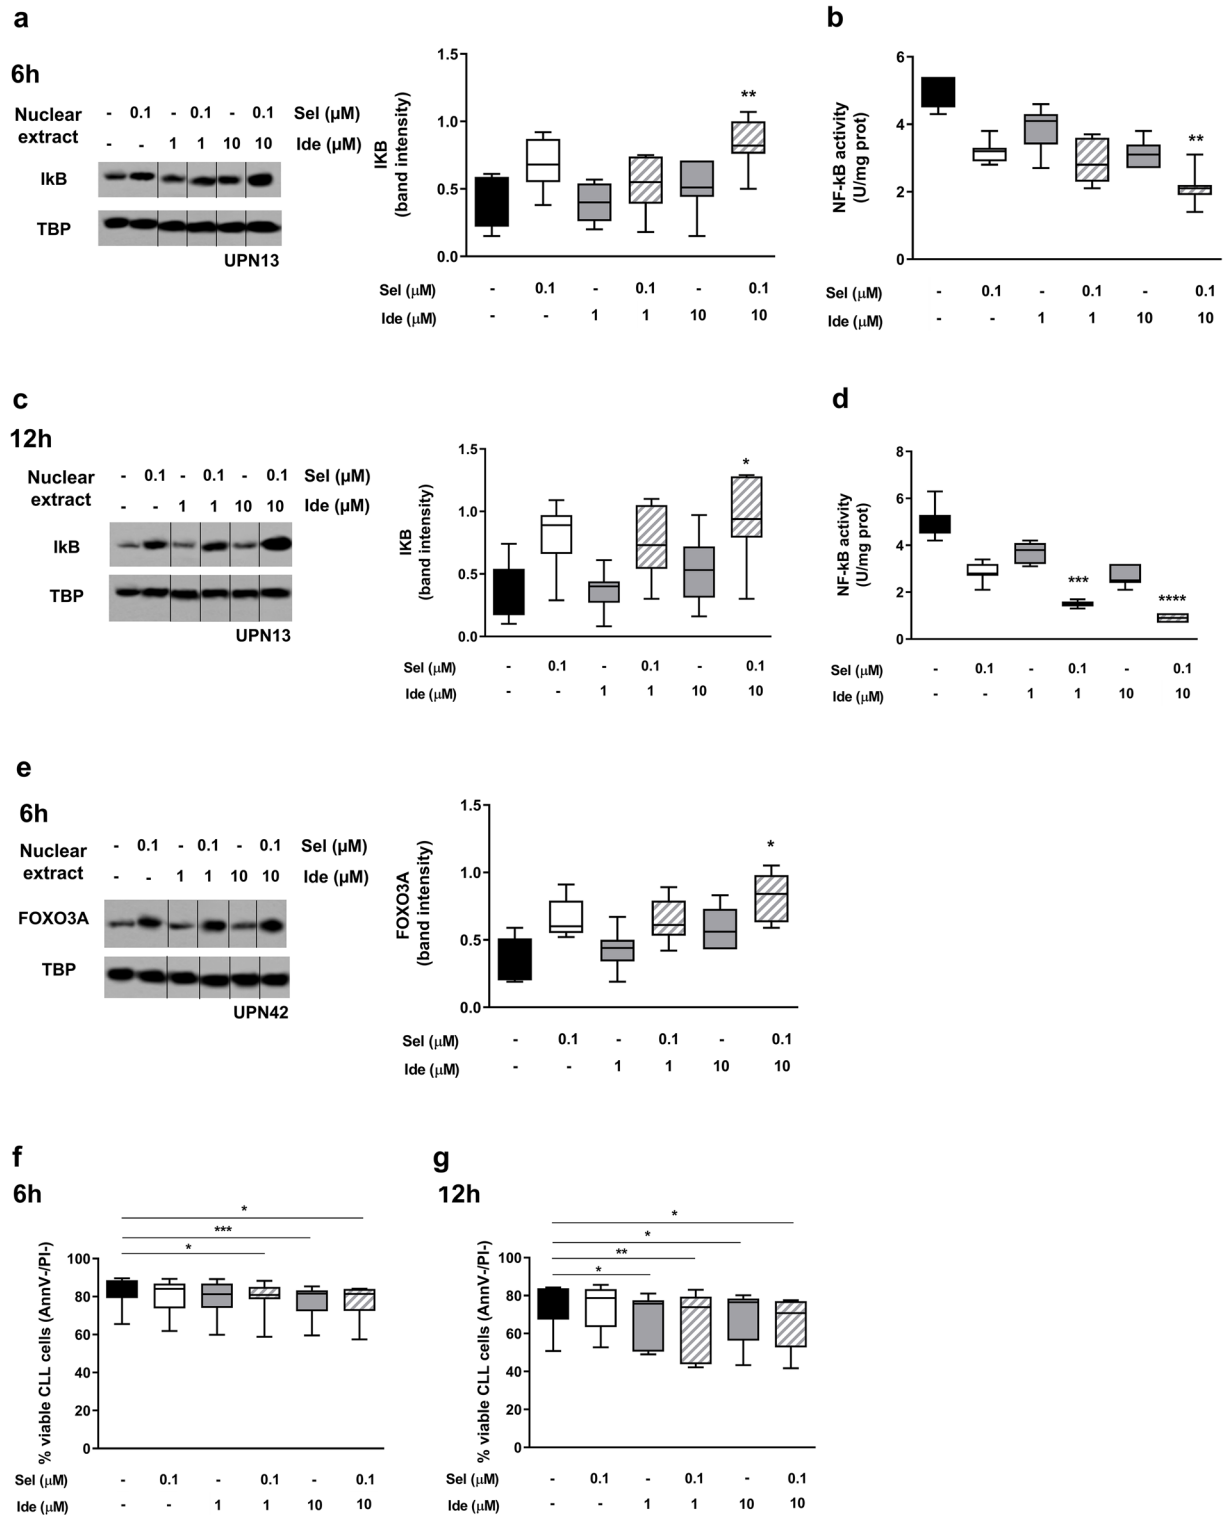 a
6h
Nuclear extract
- 0.1 - 0.1 - 0.1 Sel (µM)
- - 1 1 10 10 Ide (µM)
IkB
TBP
UPN13
IKB
(band intensity)
1.5
1.0
0.5
0.0
**
Sel (µM) - 0.1 - 0.1 - 0.1
Ide (µM) - - 1 1 10 10
b
NF-kB activity
(U/mg prot)
6
4
2
0
**
Sel (µM) - 0.1 - 0.1 - 0.1
Ide (µM) - - 1 1 10 10
c
12h
Nuclear extract
- 0.1 - 0.1 - 0.1 Sel (µM)
- - 1 1 10 10 Ide (µM)
IkB
TBP
UPN13
IKB
(band intensity)
1.5
1.0
0.5
0.0
*
Sel (µM) - 0.1 - 0.1 - 0.1
Ide (µM) - - 1 1 10 10
d
NF-kB activity
(U/mg prot)
8
6
4
2
0
***
****
Sel (µM) - 0.1 - 0.1 - 0.1
Ide (µM) - - 1 1 10 10
e
6h
Nuclear extract
- 0.1 - 0.1 - 0.1 Sel (µM)
- - 1 1 10 10 Ide (µM)
FOXO3A
TBP
UPN42
FOXO3A
(band intensity)
1.5
1.0
0.5
0.0
*
Sel (µM) - 0.1 - 0.1 - 0.1
Ide (µM) - - 1 1 10 10
f
6h
% viable CLL cells (AnnV-/PI-)
*
***
*
100
80
60
40
20
0
Sel (µM) - 0.1 - 0.1 - 0.1
Ide (µM) - - 1 1 10 10
g
12h
% viable CLL cells (AnnV-/PI-)
*
*
**
*
100
80
60
40
20
0
Sel (µM) - 0.1 - 0.1 - 0.1
Ide (µM) - - 1 1 10 10